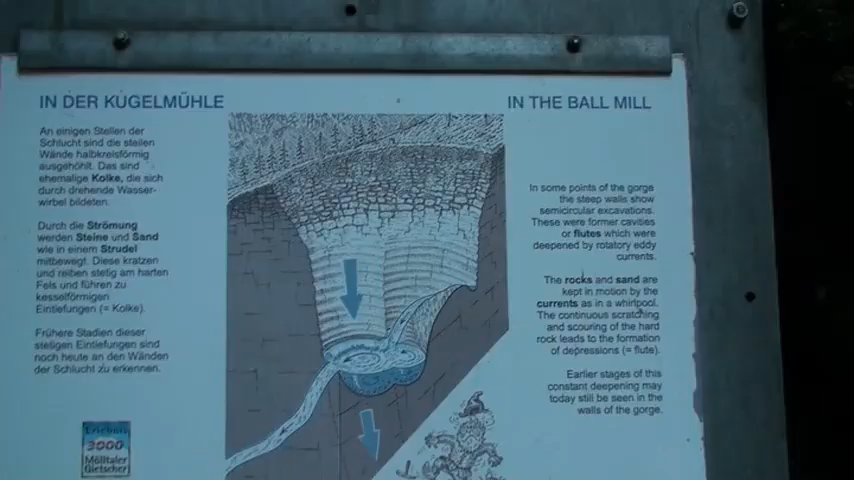 IN DER KUGELMÜHLE
An einigen Stellen der
Schlucht sind die steilen
Wände halbkreisförmig
ausgehöhlt. Das sind
ehemalige Kolke, die sich
durch drehende Wasser-
wirbel bildeten.
Durch die Strömung
werden Steine und Sand
wie in einem Strudel
mitbewegt. Diese kratzen
und reiben stetig am harten
Fels und führen zu
kesselförmigen
Eintiefungen (= Kolke).
Frühere Stadien dieser
stetigen Eintiefungen sind
noch heute an den Wänden
der Schlucht zu erkennen.
Erlebnis
3000
Mölltaler
Gletscher
IN THE BALL MILL
In some points of the gorge
the steep walls show
semicircular excavations.
These were former cavities
or flutes which were
deepened by rotatory eddy
currents.
The rocks and sand are
kept in motion by the
currents as in a whirlpool.
The continuous scratching
and scouring of the hard
rock leads to the formation
of depressions (= flute).
Earlier stages of this
constant deepening may
today still be seen in the
walls of the gorge.